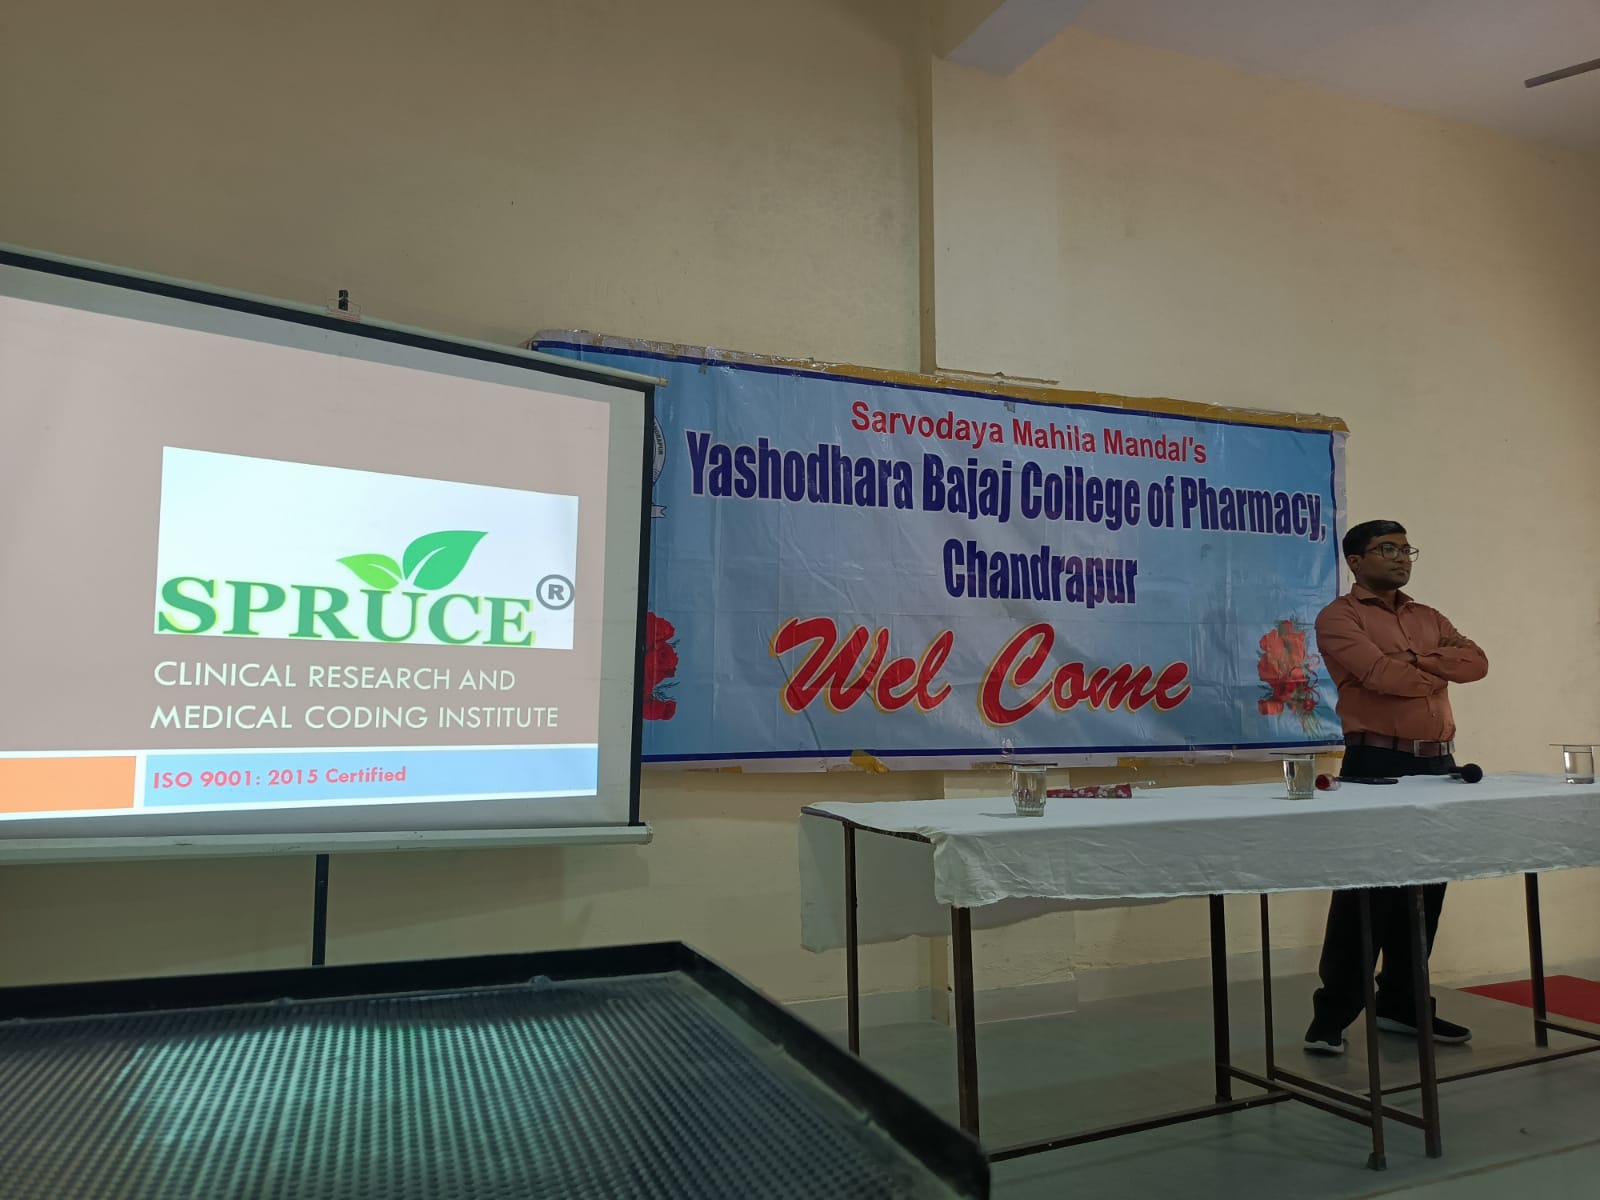 SPRUCE®
CLINICAL RESEARCH AND
MEDICAL CODING INSTITUTE
ISO 9001: 2015 Certified
Sarvodaya Mahila Mandal's
Yashodhara Bajaj College of Pharmacy,
Chandrapur
Wel Come